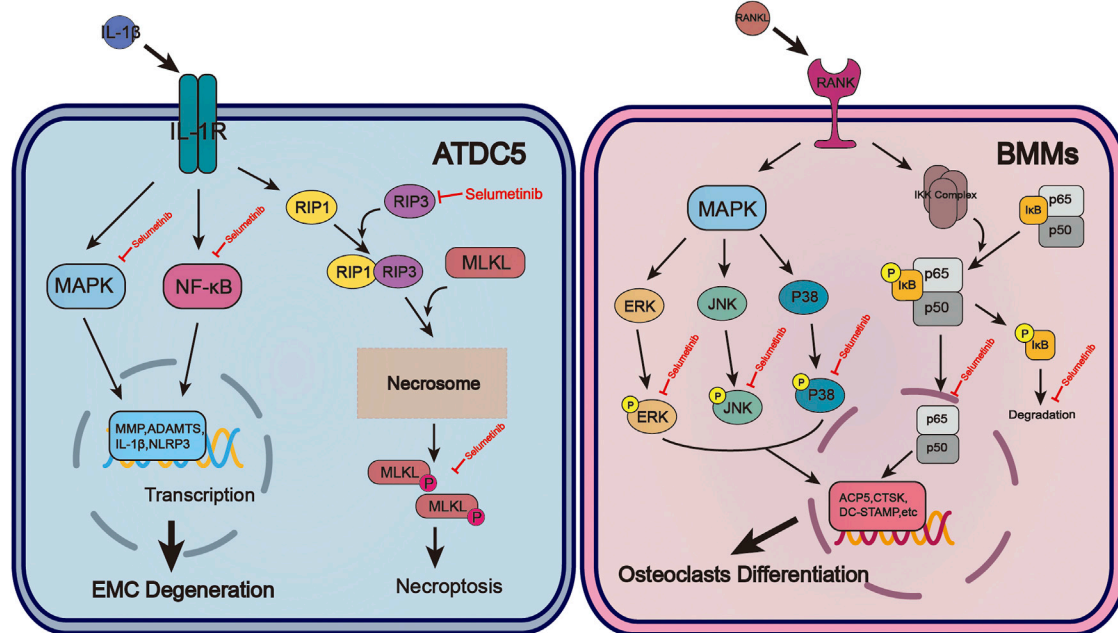 IL-1β
IL-1R
ATDC5
RIP1
RIP3
Selumetinib
Selumetinib
Selumetinib
MAPK
NF-κB
RIP1
RIP3
MLKL
Necrosome
MMP,ADAMTS,
IL-1β,NLRP3
Transcription
Selumetinib
MLKL
P
MLKL
P
EMC Degeneration
Necroptosis
RANKL
RANK
BMMs
MAPK
IKK Complex
IκB
p65
p50
P
IκB
p65
p50
ERK
JNK
P38
P
IκB
Selumetinib
Selumetinib
Selumetinib
Selumetinib
Selumetinib
P
ERK
P
JNK
P
P38
p65
p50
Degradation
ACP5,CTSK,
DC-STAMP,etc
Osteoclasts Differentiation